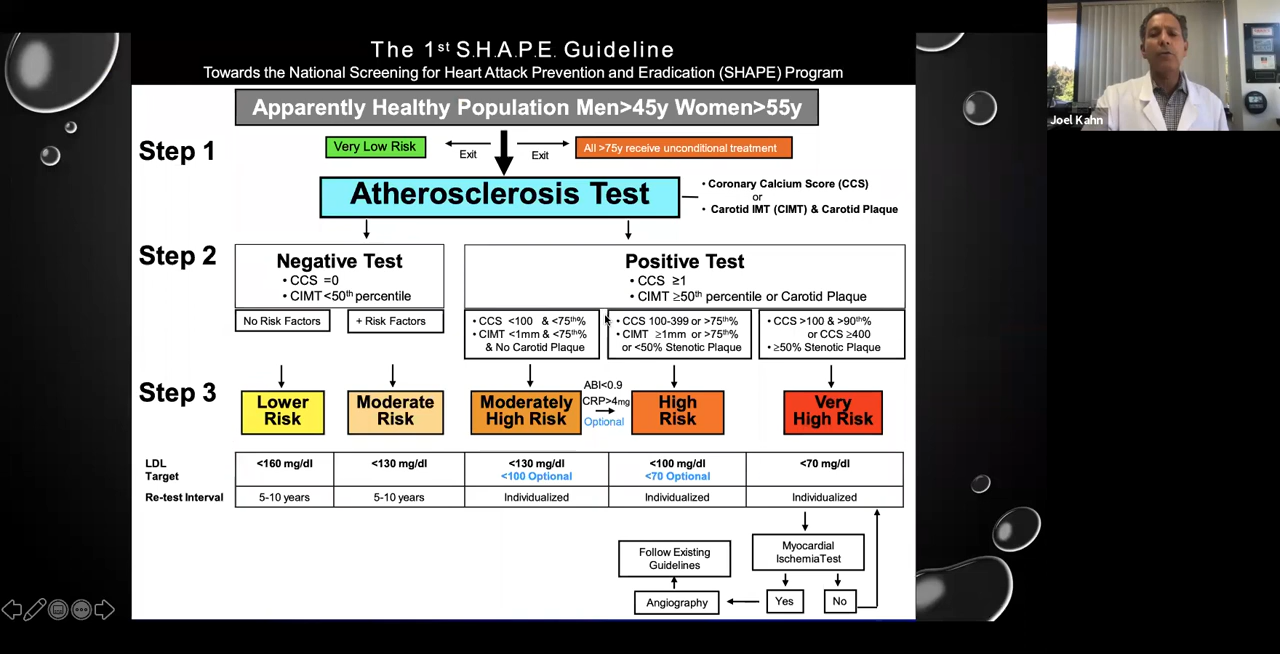 The 1st S.H.A.P.E. Guideline
Towards the National Screening for Heart Attack Prevention and Eradication (SHAPE) Program
Joel Kahn
Apparently Healthy Population Men>45y Women>55y
Step 1
Very Low Risk
Exit
Exit
All >75y receive unconditional treatment
Atherosclerosis Test
• Coronary Calcium Score (CCS)
or
• Carotid IMT (CIMT) & Carotid Plaque
Step 2
Negative Test
• CCS =0
• CIMT <50th percentile
Positive Test
• CCS ≥1
• CIMT ≥50th percentile or Carotid Plaque
No Risk Factors
+ Risk Factors
• CCS <100 & <75th%
• CIMT <1mm & <75th%
& No Carotid Plaque
• CCS 100-399 or >75th%
• CIMT ≥1mm or >75th%
or <50% Stenotic Plaque
• CCS >100 & >90th%
or CCS ≥400
• ≥50% Stenotic Plaque
Step 3
Lower
Risk
Moderate
Risk
Moderately
High Risk
ABI<0.9
CRP>4mg
Optional
High
Risk
Very
High Risk
LDL
Target
<160 mg/dl
<130 mg/dl
<130 mg/dl
<100 Optional
<100 mg/dl
<70 Optional
<70 mg/dl
Re-test Interval
5-10 years
5-10 years
Individualized
Individualized
Individualized
Myocardial
IschemiaTest
Follow Existing
Guidelines
Angiography
Yes
No